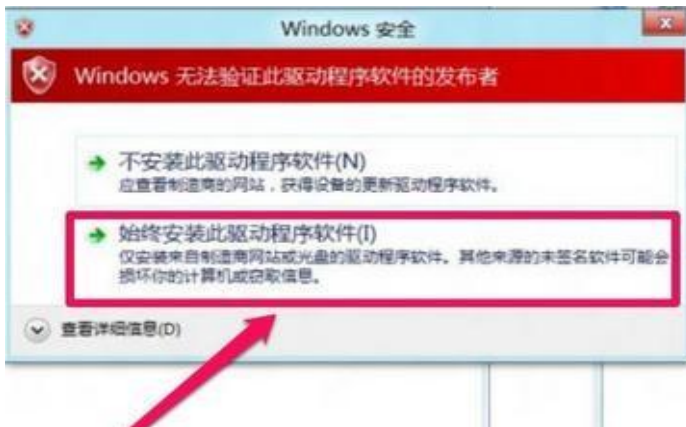 Windows 安全
Windows 无法验证此驱动程序软件的发布者
不安装此驱动程序软件(N)
应查看制造商的网站，获得设备的更新驱动程序软件。
始终安装此驱动程序软件(I)
仅安装来自制造商网站或光盘的驱动程序软件。其他来源的未签名软件可能会
损坏你的计算机或窃取信息。
查看详细信息(D)